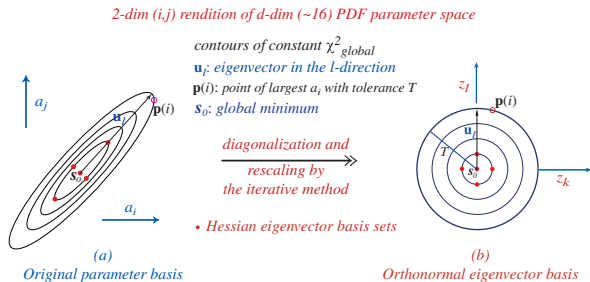 2-dim (i,j) rendition of d-dim (~16) PDF parameter space
contours of constant χ²global
u_l: eigenvector in the l-direction
p(i): point of largest a_i with tolerance T
s_0: global minimum
a_j
u_l
p(i)
s_o
a_i
diagonalization and
rescaling by
the iterative method
• Hessian eigenvector basis sets
z_l
p(i)
u_l
T
s_0
z_k
(a)
Original parameter basis
(b)
Orthonormal eigenvector basis